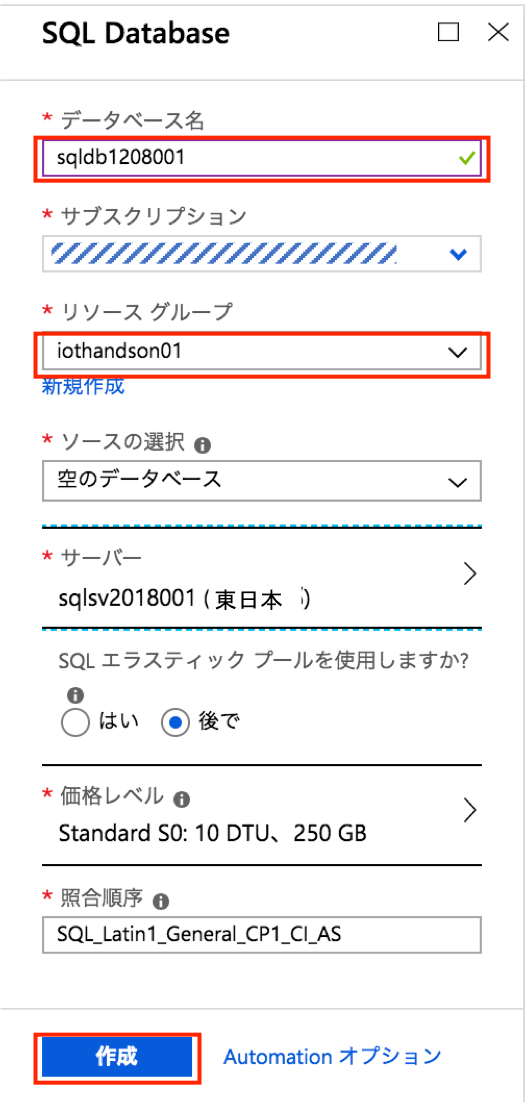 SQL Database
* データベース名
sqldb1208001
* サブスクリプション
* リソース グループ
iothandson01
新規作成
* ソースの選択
空のデータベース
* サーバー
sqlsv2018001 (東日本 )
SQL エラスティック プールを使用しますか?
はい 後で
* 価格レベル
Standard S0: 10 DTU、250 GB
* 照合順序
SQL_Latin1_General_CP1_CI_AS
作成 Automation オプション